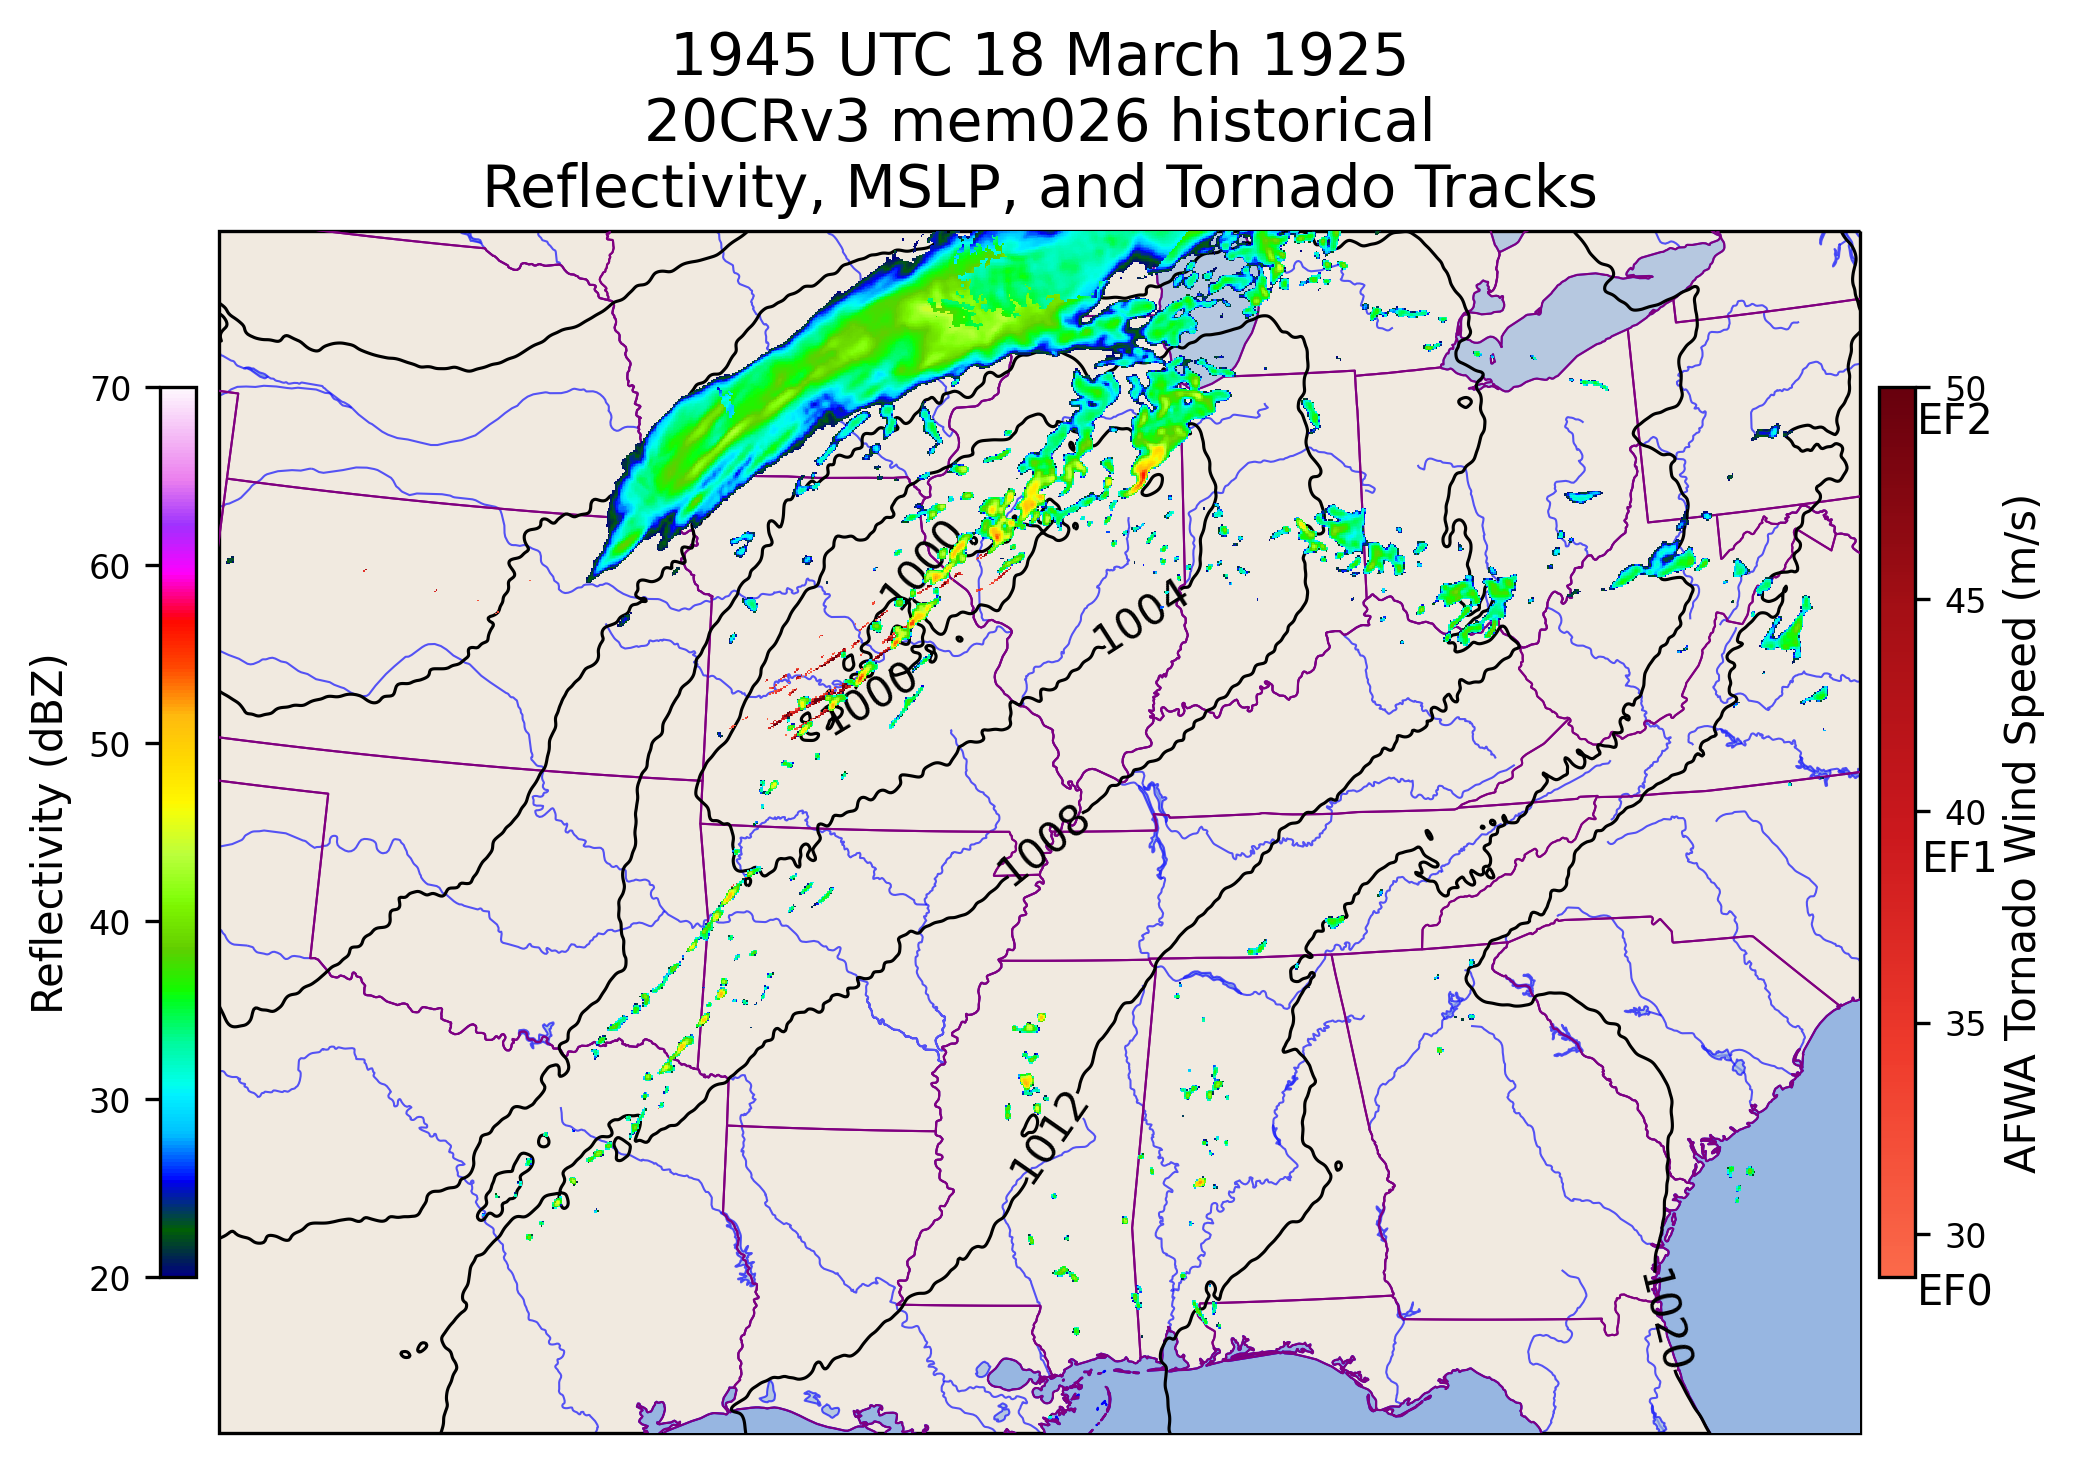 1945 UTC 18 March 1925
20CRv3 mem026 historical
Reflectivity, MSLP, and Tornado Tracks
70
60
50
40
30
20
Reflectivity (dBZ)
1000
1004
1000
1008
1012
1020
50
EF2
45
40
EF1
35
30
EF0
AFWA Tornado Wind Speed (m/s)